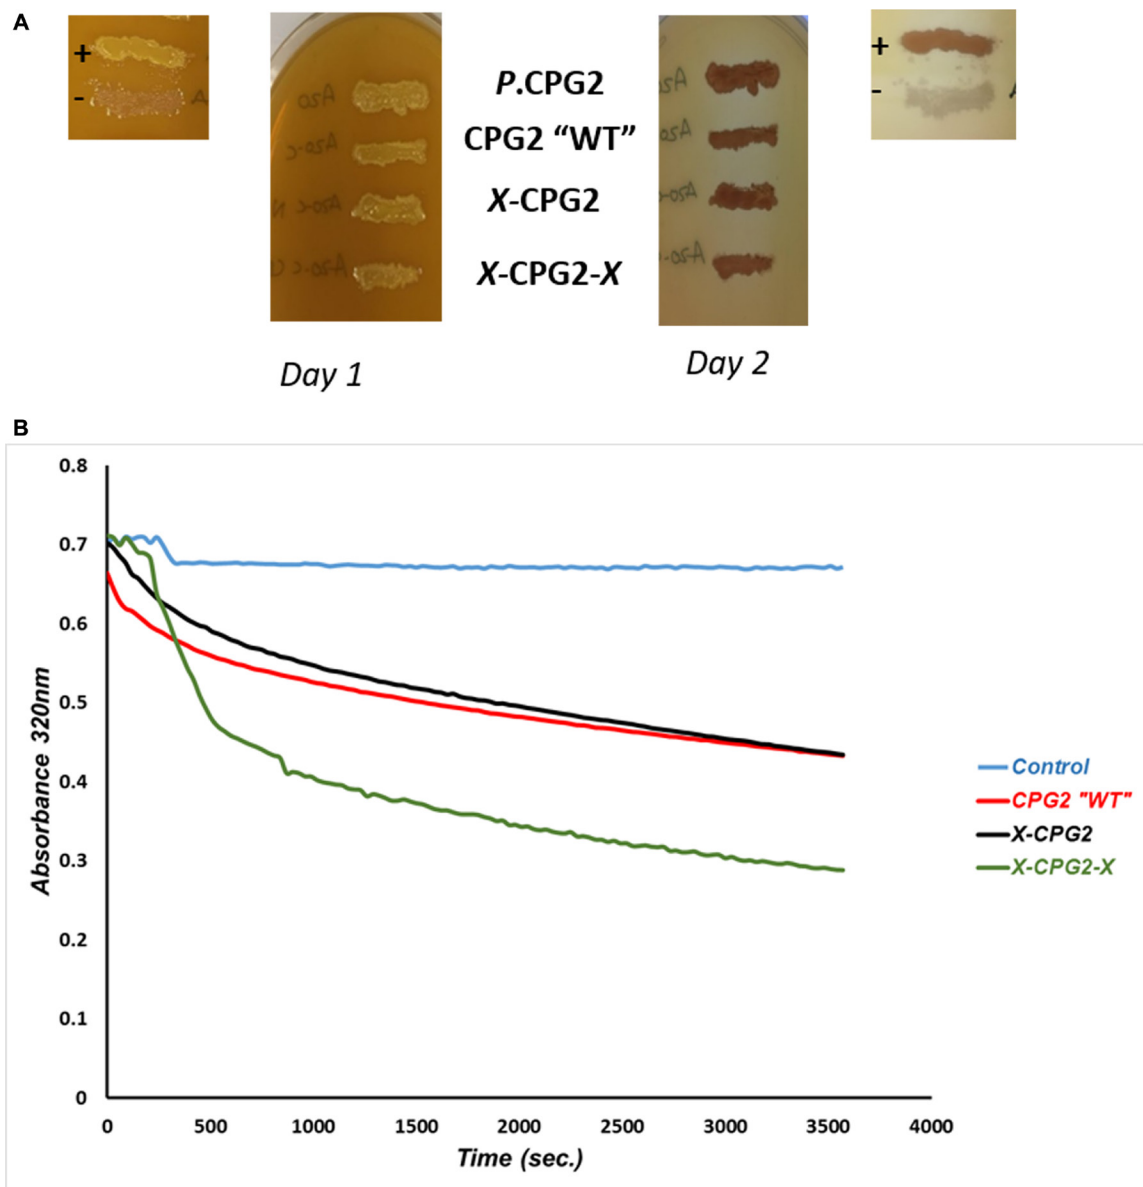 A
+
-
P.CPG2
CPG2 “WT”
X-CPG2
X-CPG2-X
+
-
Day 1
Day 2
B
0.8
0.7
0.6
0.5
0.4
0.3
0.2
0.1
0
Absorbance 320nm
0 500 1000 1500 2000 2500 3000 3500 4000
Time (sec.)
Control
CPG2 "WT"
X-CPG2
X-CPG2-X